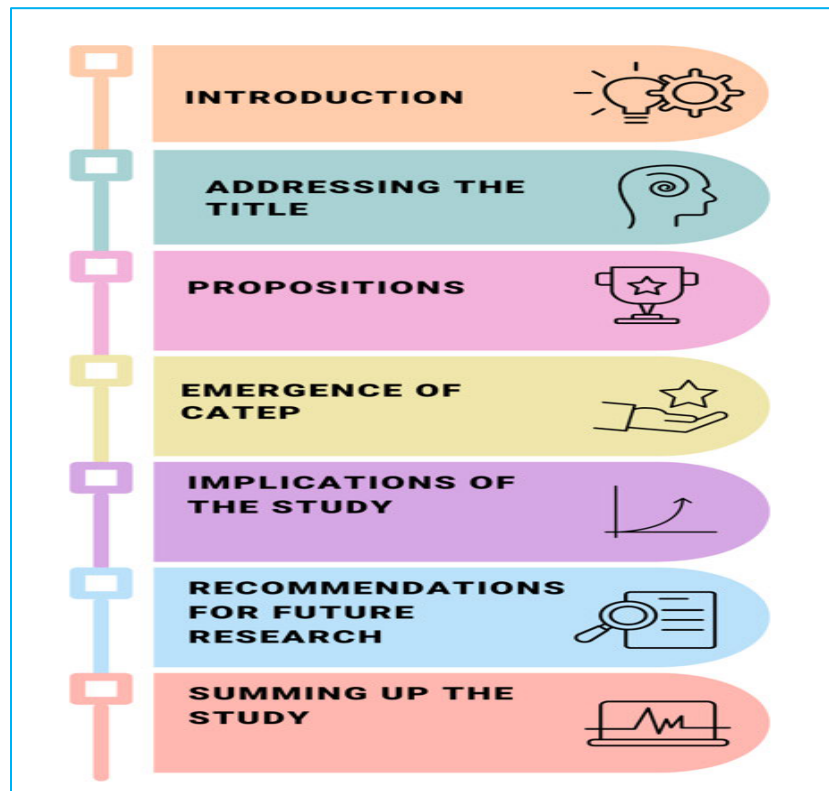 INTRODUCTION
ADDRESSING THE
TITLE
PROPOSITIONS
EMERGENCE OF
CATEP
IMPLICATIONS OF
THE STUDY
RECOMMENDATIONS
FOR FUTURE
RESEARCH
SUMMING UP THE
STUDY